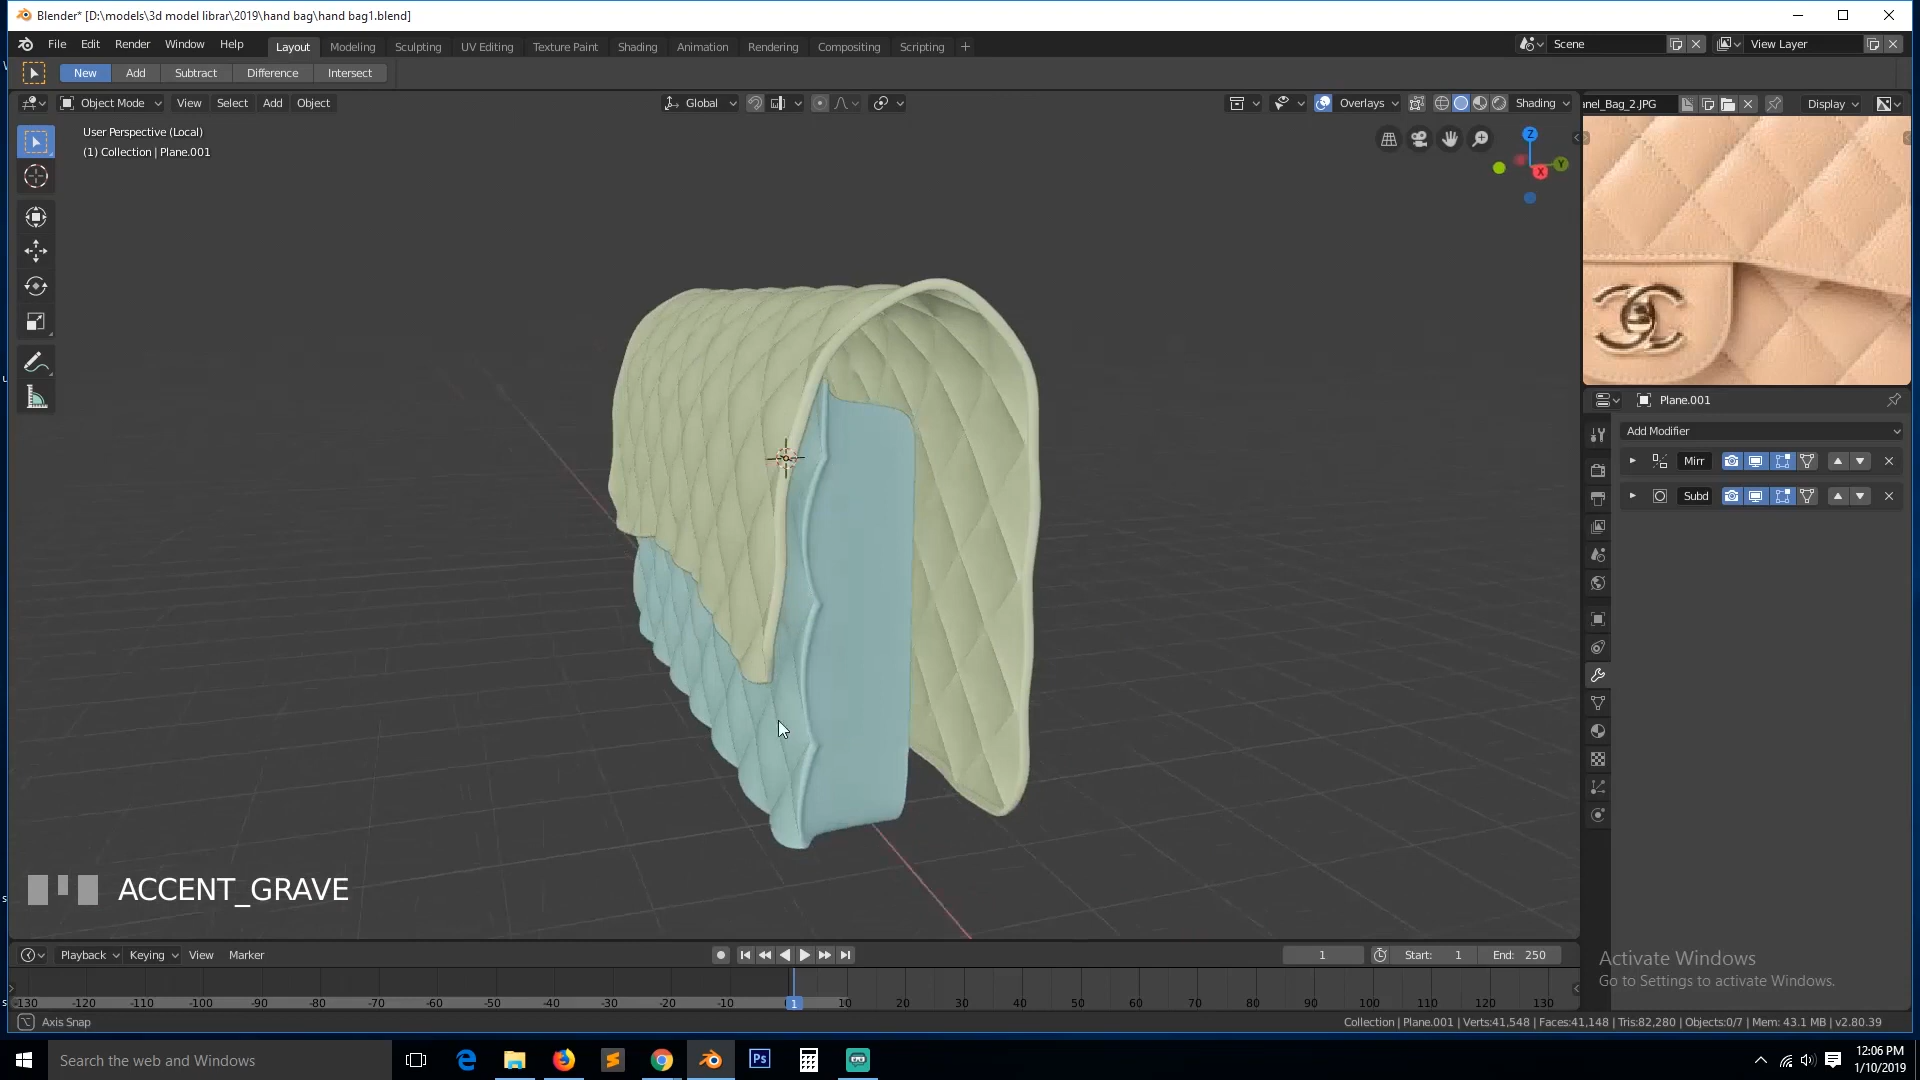 Blender* [D:\models\3d model librar\2019\hand bag\hand bag1.blend]
File Edit Render Window Help Layout Modeling Sculpting UV Editing Texture Paint Shading Animation Rendering Compositing Scripting + Scene View Layer
New Add Subtract Difference Intersect
Object Mode View Select Add Object Global Overlays Shading anel_Bag_2.JPG Display
User Perspective (Local)
(1) Collection | Plane.001
Z
Y
X
Plane.001
Add Modifier
Mirr
Subd
ACCENT_GRAVE
Playback Keying View Marker 1 Start: 1 End: 250
Activate Windows
Go to Settings to activate Windows.
-130 -120 -110 -100 -90 -80 -70 -60 -50 -40 -30 -20 -10 1 10 20 30 40 50 60 70 80 90 100 110 120 130
Axis Snap Collection | Plane.001 | Verts:41,548 | Faces:41,148 | Tris:82,280 | Objects:0/7 | Mem: 43.1 MB | v2.80.39
Search the web and Windows Ps 12:06 PM
1/10/2019